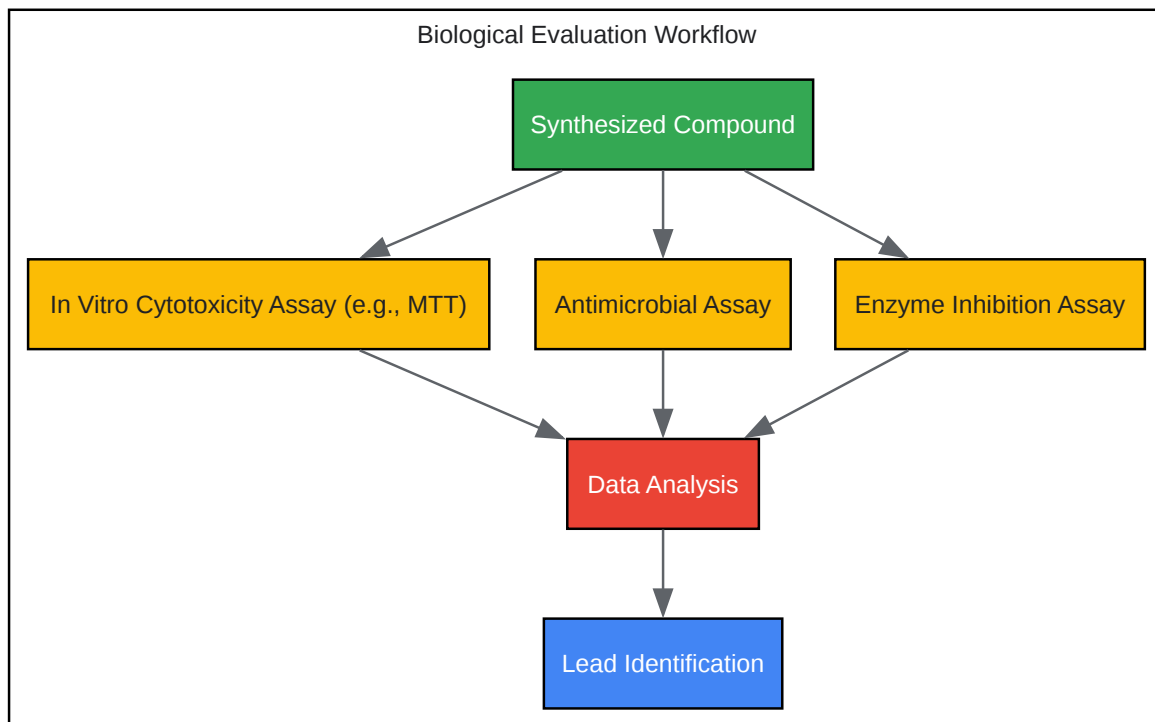 Biological Evaluation Workflow
Synthesized Compound
In Vitro Cytotoxicity Assay (e.g., MTT)
Antimicrobial Assay
Enzyme Inhibition Assay
Data Analysis
Lead Identification